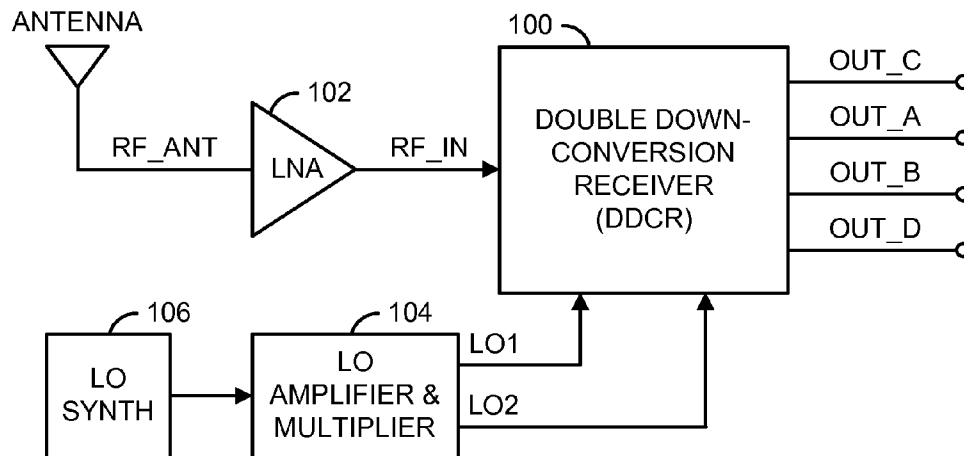 ANTENNA
102
RF_ANT
LNA
RF_IN
100
DOUBLE DOWN-
CONVERSION
RECEIVER
(DDCR)
OUT_C
OUT_A
OUT_B
OUT_D
106
LO
SYNTH
104
LO
AMPLIFIER &
MULTIPLIER
LO1
LO2